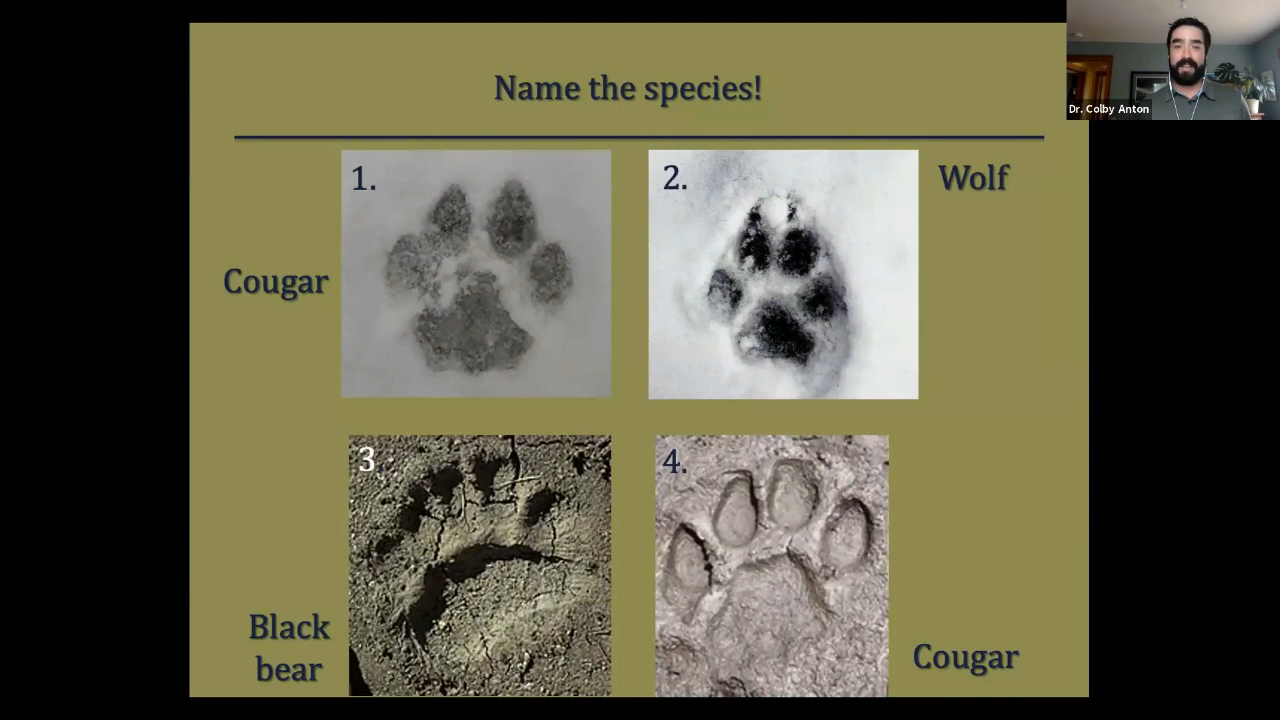 Name the species!
1.
2.
Wolf
Cougar
3
4.
Black
bear
Cougar
Dr. Colby Anton